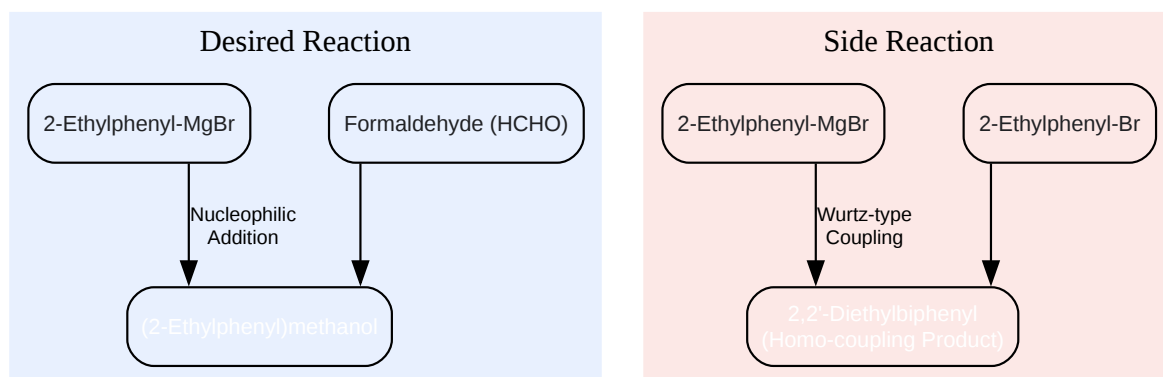 Desired Reaction
2-Ethylphenyl-MgBr
Formaldehyde (HCHO)
Nucleophilic
Addition
(2-Ethylphenyl)methanol
Side Reaction
2-Ethylphenyl-MgBr
2-Ethylphenyl-Br
Wurtz-type
Coupling
2,2'-Diethylbiphenyl
(Homo-coupling Product)